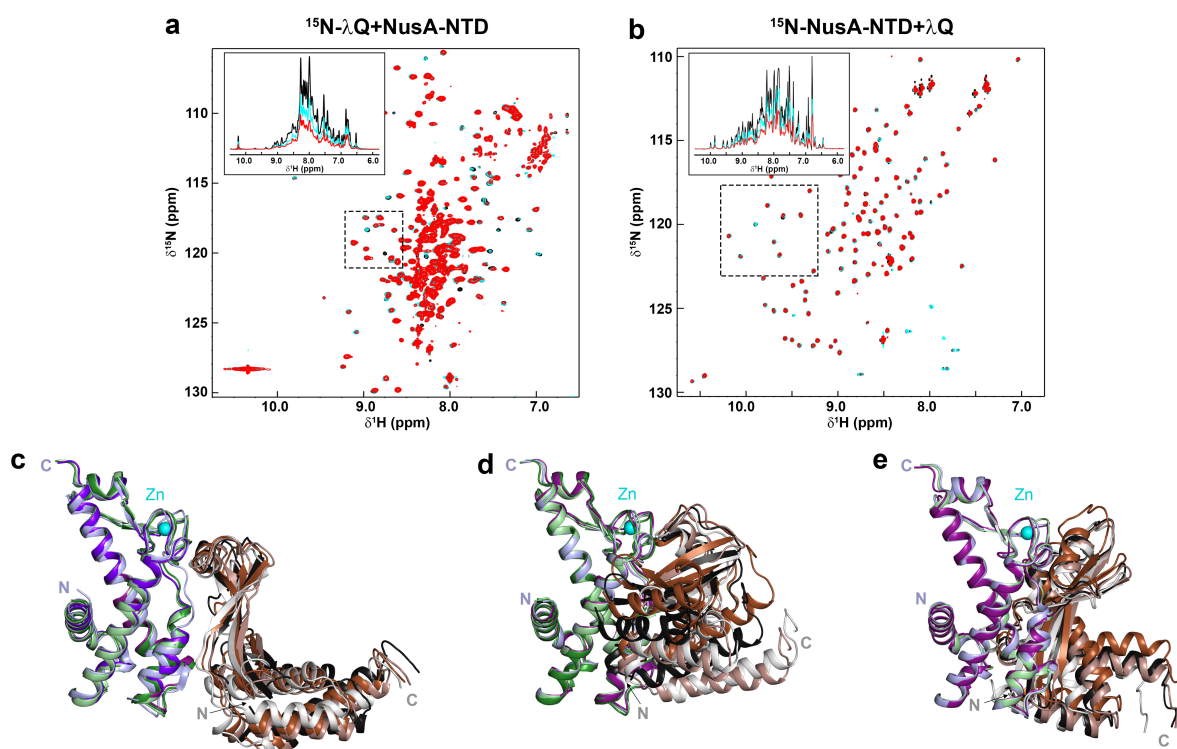 a
¹⁵N-λQ+NusA-NTD
110
115
120
125
130
δ¹⁵N (ppm)
10.0 9.0 8.0 7.0 6.0
δ¹H (ppm)
10.0 9.0 8.0 7.0
δ¹H (ppm)
b
¹⁵N-NusA-NTD+λQ
110
115
120
125
130
δ¹⁵N (ppm)
10.0 9.0 8.0 7.0 6.0
δ¹H (ppm)
10.0 9.0 8.0 7.0
δ¹H (ppm)
c
C
Zn
N
N
C
d
Zn
C
N
e
C
Zn
N
N
C